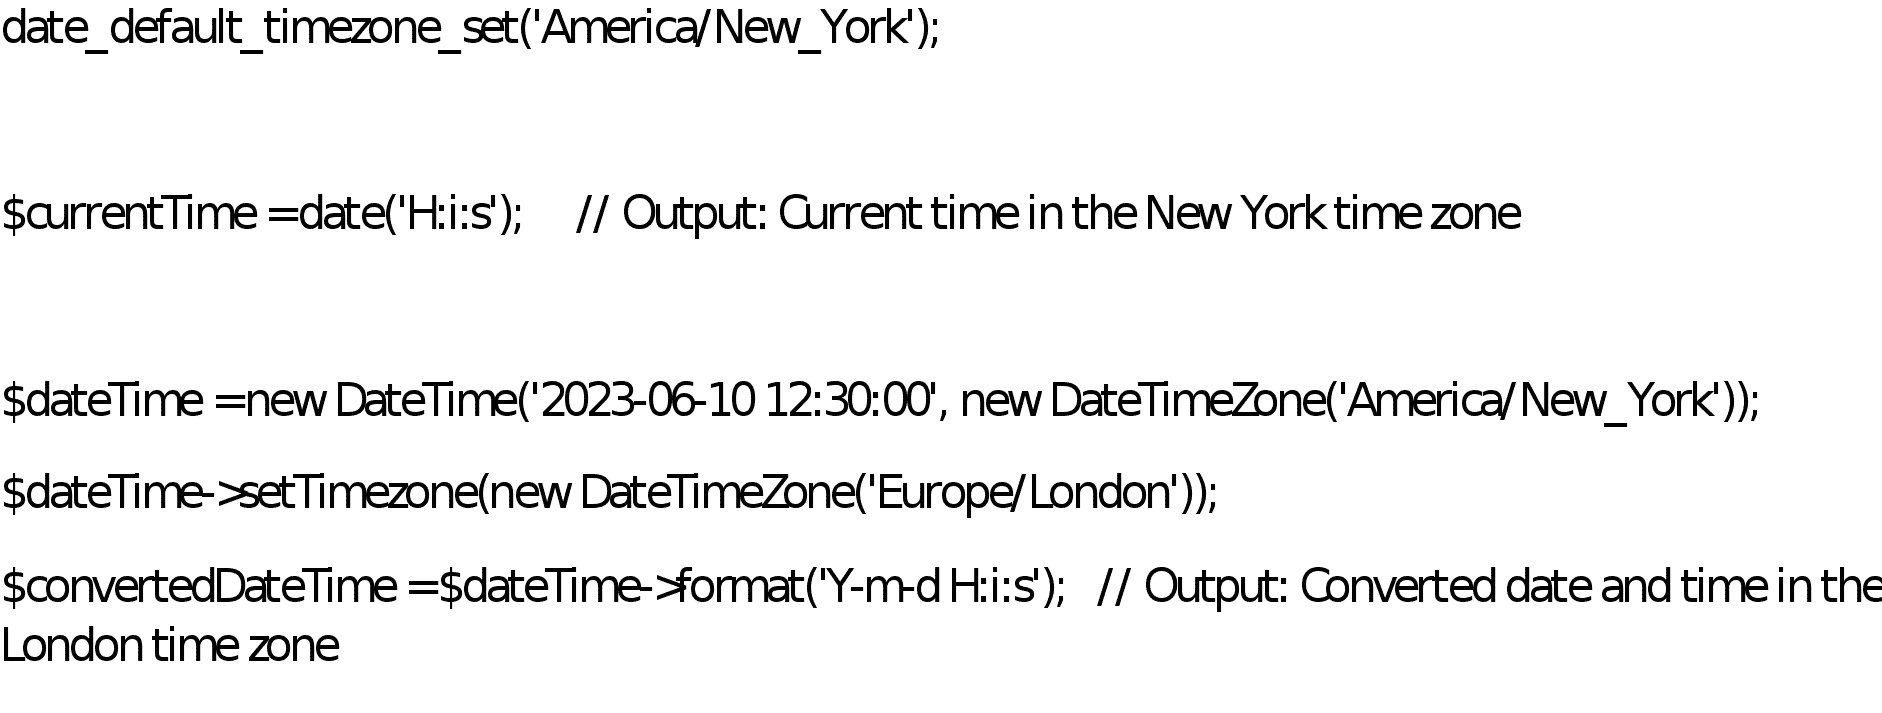 date_default_timezone_set('America/New_York');
$currentTime = date('H:i:s');    // Output: Current time in the New York time zone
$dateTime = new DateTime('2023-06-10 12:30:00', new DateTimeZone('America/New_York'));
$dateTime->setTimezone(new DateTimeZone('Europe/London'));
$convertedDateTime = $dateTime->format('Y-m-d H:i:s');  // Output: Converted date and time in the
London time zone